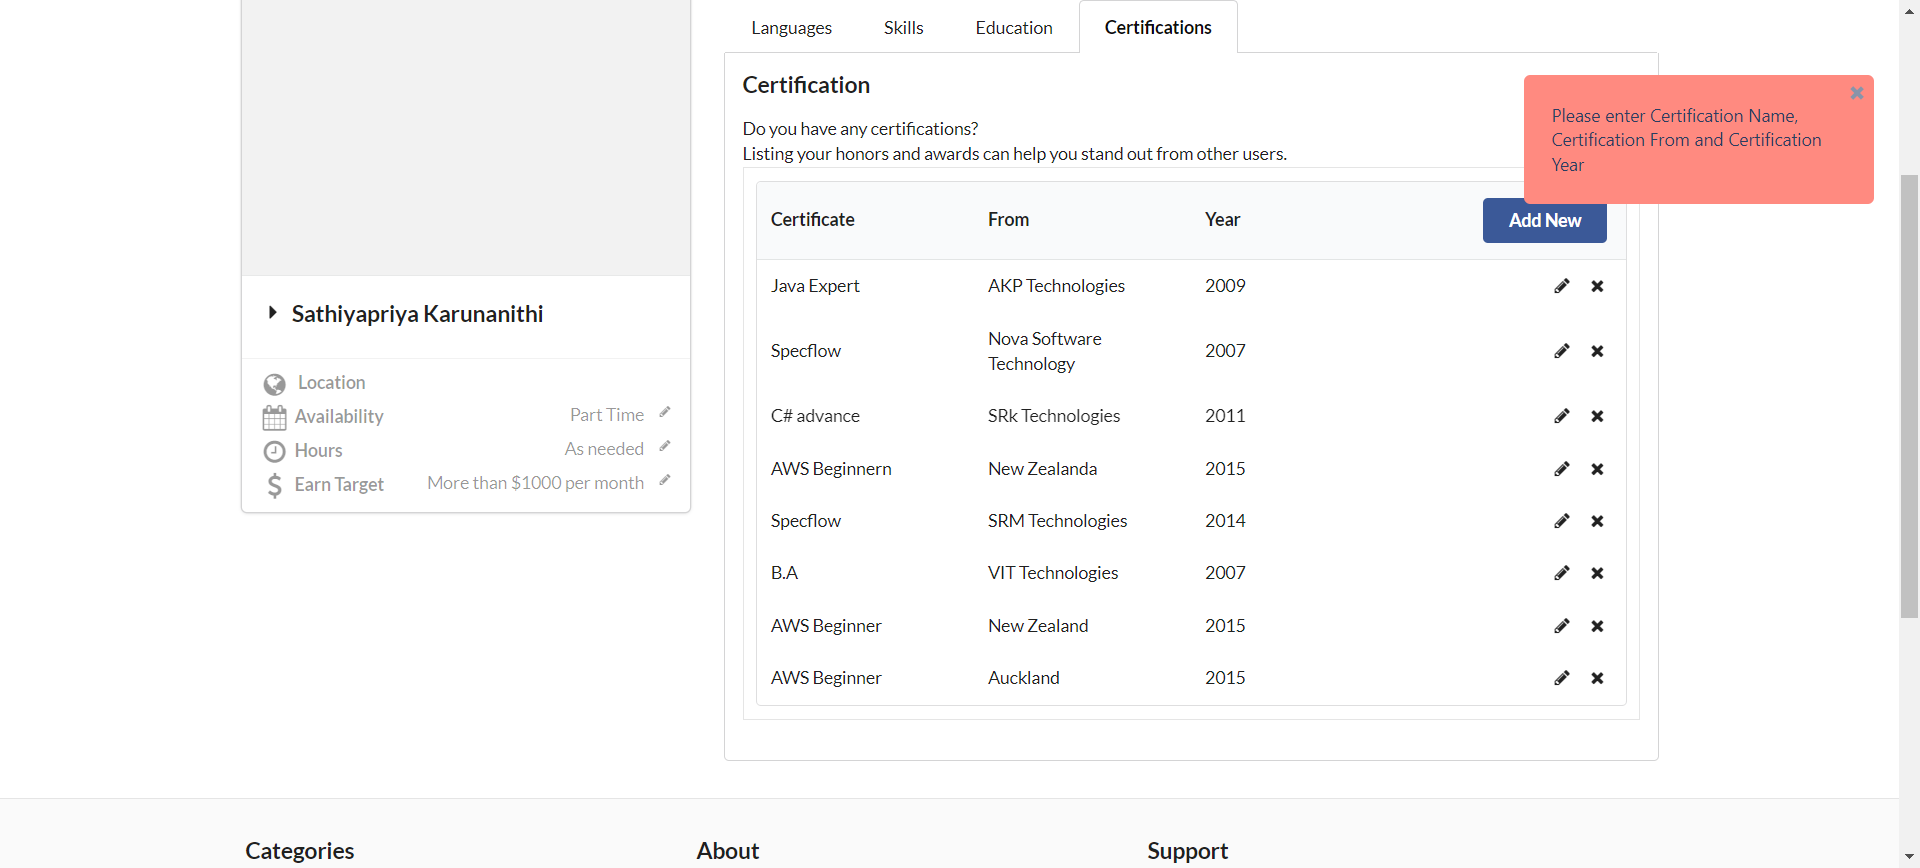 Languages Skills Education Certifications
Certification
Do you have any certifications?
Listing your honors and awards can help you stand out from other users.
Please enter Certification Name,
Certification From and Certification
Year
Certificate From Year Add New
Java Expert AKP Technologies 2009
Specflow Nova Software
Technology 2007
C# advance SRk Technologies 2011
AWS Beginnern New Zealanda 2015
Specflow SRM Technologies 2014
B.A VIT Technologies 2007
AWS Beginner New Zealand 2015
AWS Beginner Auckland 2015
Sathiyapriya Karunanithi
Location
Availability Part Time
Hours As needed
Earn Target More than $1000 per month
Categories About Support